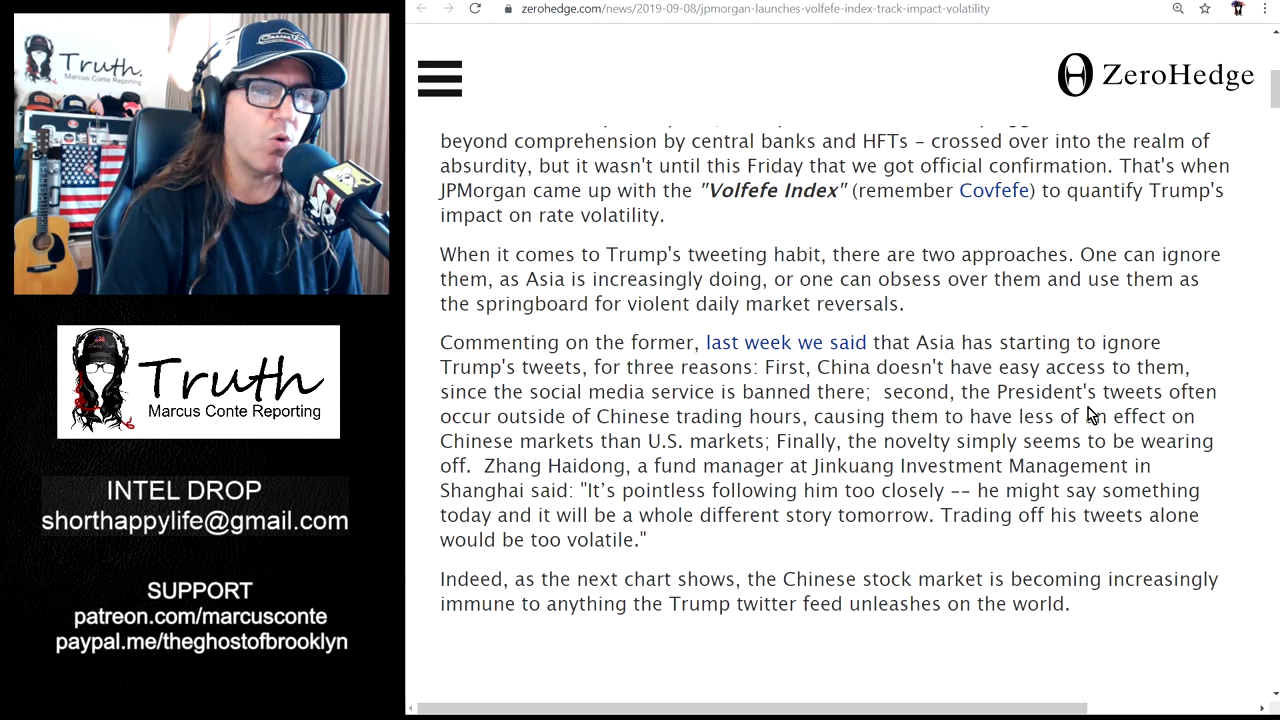 zerohedge.com/news/2019-09-08/jpmorgan-launches-volfefe-index-track-impact-volatility
Truth.
Marcus Conte Reporting
ZeroHedge
beyond comprehension by central banks and HFTs – crossed over into the realm of
absurdity, but it wasn't until this Friday that we got official confirmation. That's when
JPMorgan came up with the "Volfefe Index" (remember Covfefe) to quantify Trump's
impact on rate volatility.
When it comes to Trump's tweeting habit, there are two approaches. One can ignore
them, as Asia is increasingly doing, or one can obsess over them and use them as
the springboard for violent daily market reversals.
Commenting on the former, last week we said that Asia has starting to ignore
Trump's tweets, for three reasons: First, China doesn't have easy access to them,
since the social media service is banned there; second, the President's tweets often
occur outside of Chinese trading hours, causing them to have less of an effect on
Chinese markets than U.S. markets; Finally, the novelty simply seems to be wearing
off. Zhang Haidong, a fund manager at Jinkuang Investment Management in
Shanghai said: "It’s pointless following him too closely -- he might say something
today and it will be a whole different story tomorrow. Trading off his tweets alone
would be too volatile."
Indeed, as the next chart shows, the Chinese stock market is becoming increasingly
immune to anything the Trump twitter feed unleashes on the world.
Truth
Marcus Conte Reporting
INTEL DROP
shorthappylife@gmail.com
SUPPORT
patreon.com/marcusconte
paypal.me/theghostofbrooklyn